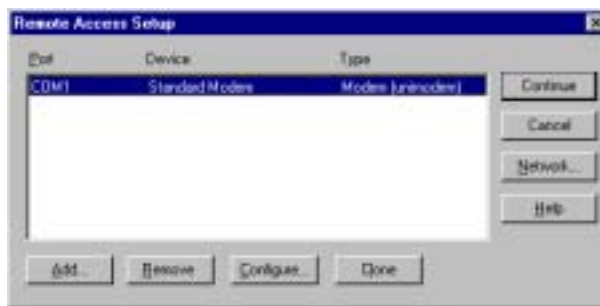 Remote Access Setup
Port Device Type
COM1 Standard Modem Modem (unimodem)
Continue
Cancel
Network...
Help
Add... Remove Configure... Clone